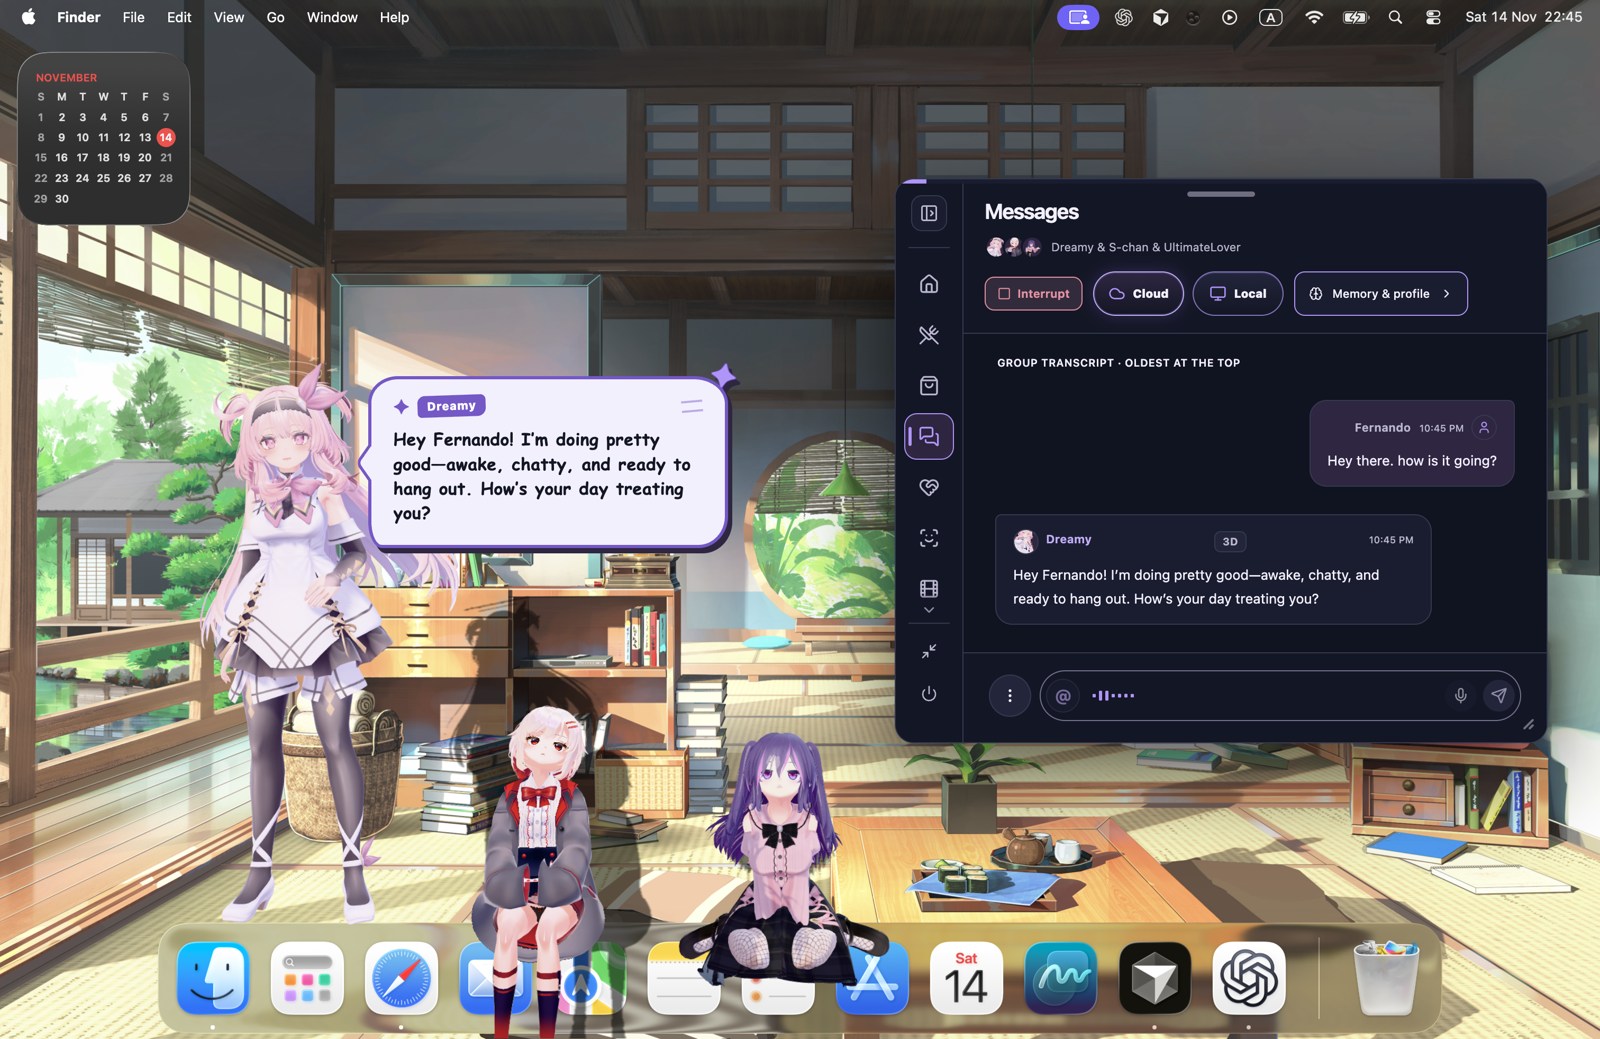 Finder File Edit View Go Window Help
A
Sat 14 Nov 22:45
NOVEMBER
S M T W T F S
1 2 3 4 5 6 7
8 9 10 11 12 13 14
15 16 17 18 19 20 21
22 23 24 25 26 27 28
29 30
Dreamy
Hey Fernando! I'm doing pretty
good—awake, chatty, and ready to
hang out. How's your day treating
you?
Messages
Dreamy & S-chan & UltimateLover
Interrupt Cloud Local Memory & profile
GROUP TRANSCRIPT · OLDEST AT THE TOP
Fernando 10:45 PM
Hey there. how is it going?
Dreamy 3D 10:45 PM
Hey Fernando! I’m doing pretty good—awake, chatty, and
ready to hang out. How’s your day treating you?
@
Sat
14